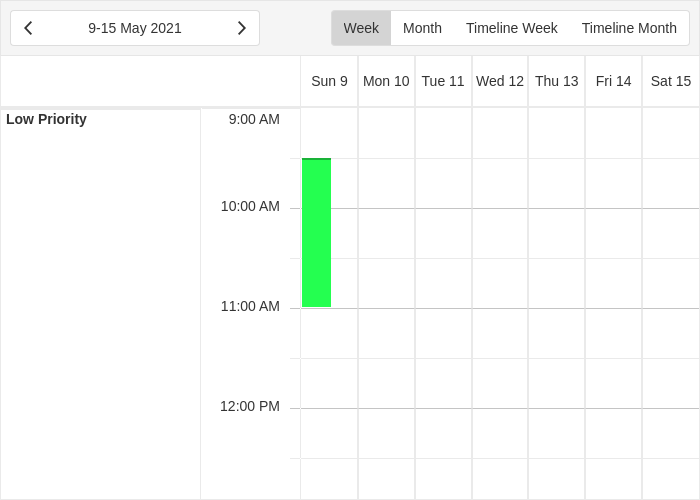 9-15 May 2021
Week Month Timeline Week Timeline Month
Sun 9 Mon 10 Tue 11 Wed 12 Thu 13 Fri 14 Sat 15
Low Priority
9:00 AM
10:00 AM
11:00 AM
12:00 PM